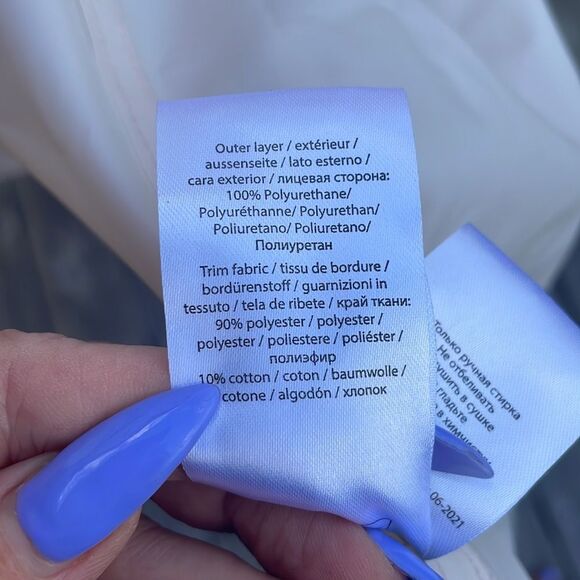 Outer layer / extérieur /
aussenseite / lato esterno /
cara exterior / лицевая сторона:
100% Polyurethane/
Polyuréthanne/ Polyurethan/
Poliuretano/ Poliuretano/
Полиуретан
Trim fabric / tissu de bordure /
bordürenstoff / guarnizioni in
tessuto / tela de ribete / край ткани:
90% polyester / polyester /
polyester / poliestere / poliéster /
полиэфир
10% cotton / coton / baumwolle /
cotone / algodón / хлопок
Только ручная стирка
Не отбеливать
сушке
06-2021